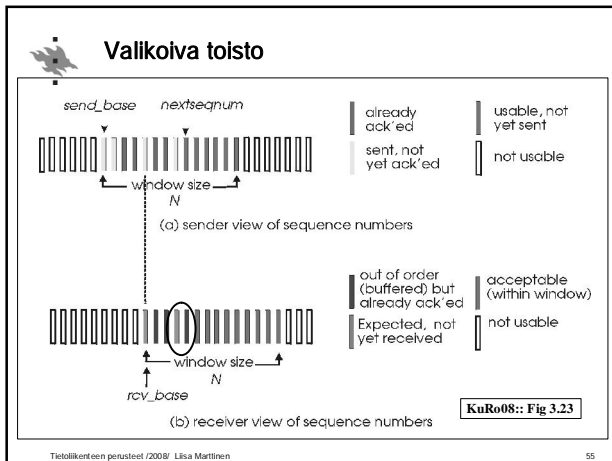 Valikoiva toisto
send_base nextseqnum
already
ack'ed
usable, not
yet sent
sent, not
yet ack'ed
not usable
window size
N
(a) sender view of sequence numbers
out of order
(buffered) but
already ack'ed
acceptable
(within window)
Expected, not
yet received
not usable
window size
N
rcv_base
(b) receiver view of sequence numbers
KuRo08:: Fig 3.23
Tietoliikenteen perusteet /2008/ Liisa Marttinen 55